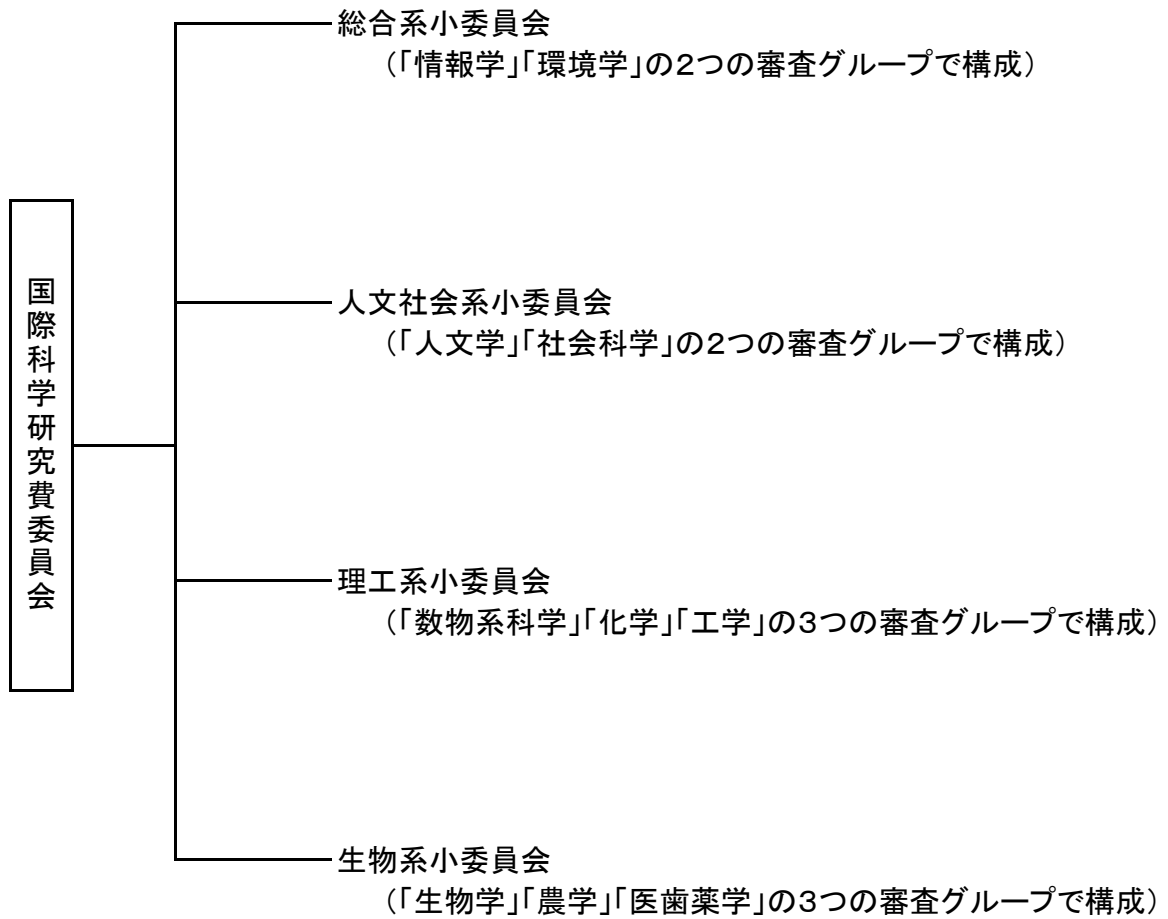 国際科学研究費委員会
総合系小委員会
(「情報学」「環境学」の2つの審査グループで構成)
人文社会系小委員会
(「人文学」「社会科学」の2つの審査グループで構成)
理工系小委員会
(「数物系科学」「化学」「工学」の3つの審査グループで構成)
生物系小委員会
(「生物学」「農学」「医歯薬学」の3つの審査グループで構成)